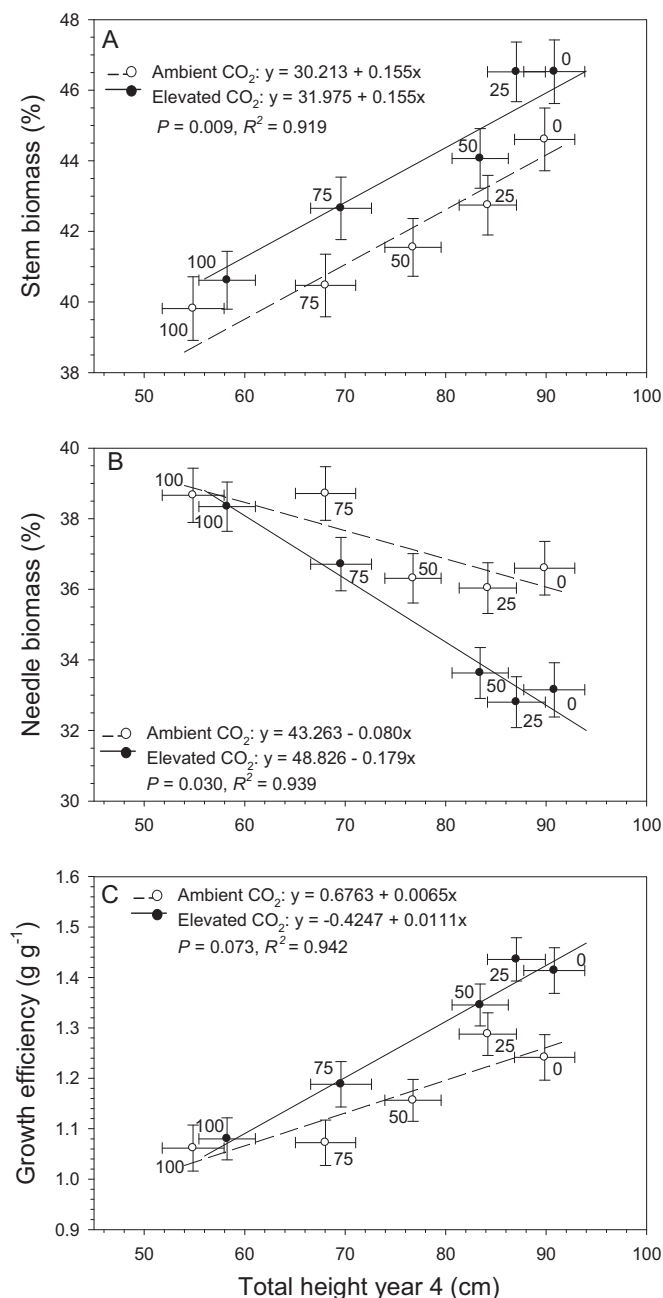 A
Ambient CO2: y = 30.213 + 0.155x
Elevated CO2: y = 31.975 + 0.155x
P = 0.009, R2 = 0.919
Stem biomass (%)
48
46
44
42
40
38
0
25
0
50
25
75
50
100
75
100
50 60 70 80 90 100
B
Needle biomass (%)
40
38
36
34
32
30
100
75
100
75
50
25
0
50
25
0
Ambient CO2: y = 43.263 - 0.080x
Elevated CO2: y = 48.826 - 0.179x
P = 0.030, R2 = 0.939
50 60 70 80 90 100
C
Ambient CO2: y = 0.6763 + 0.0065x
Elevated CO2: y = -0.4247 + 0.0111x
P = 0.073, R2 = 0.942
Growth efficiency (g g-1)
1.6
1.5
1.4
1.3
1.2
1.1
1.0
0.9
25
0
50
25
0
75
50
100
75
100
50 60 70 80 90 100
Total height year 4 (cm)